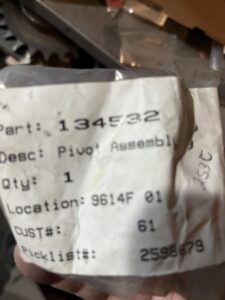 Part: 134532
Desc: Pivot Assembly
Qty: 1
Location: 9614F 01
CUST#: 61
Picklist#: 2598679